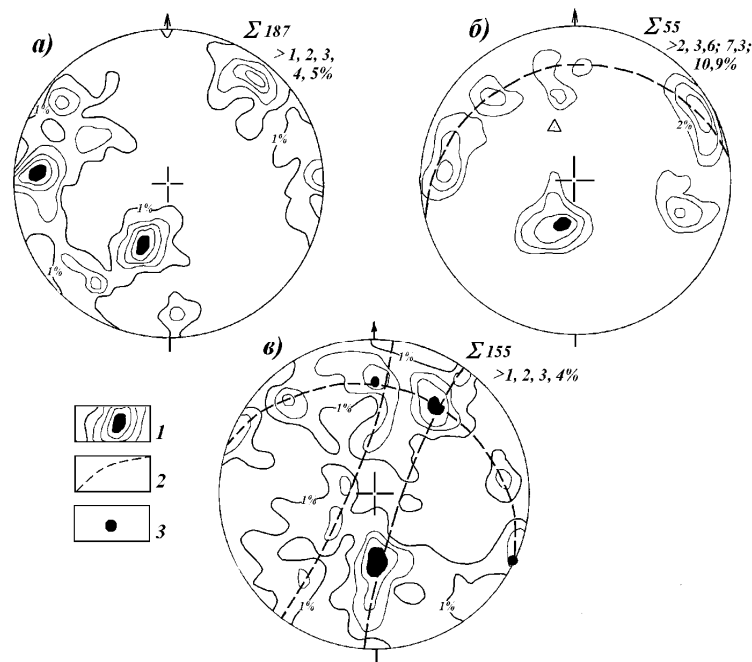 а)
Σ 187
> 1, 2, 3,
4, 5%
1%
1%
1%
1%
б)
Σ 55
>2, 3,6; 7,3;
10,9%
2%
в)
Σ 155
>1, 2, 3, 4%
1%
1%
1%
1%
1%
1
2
3